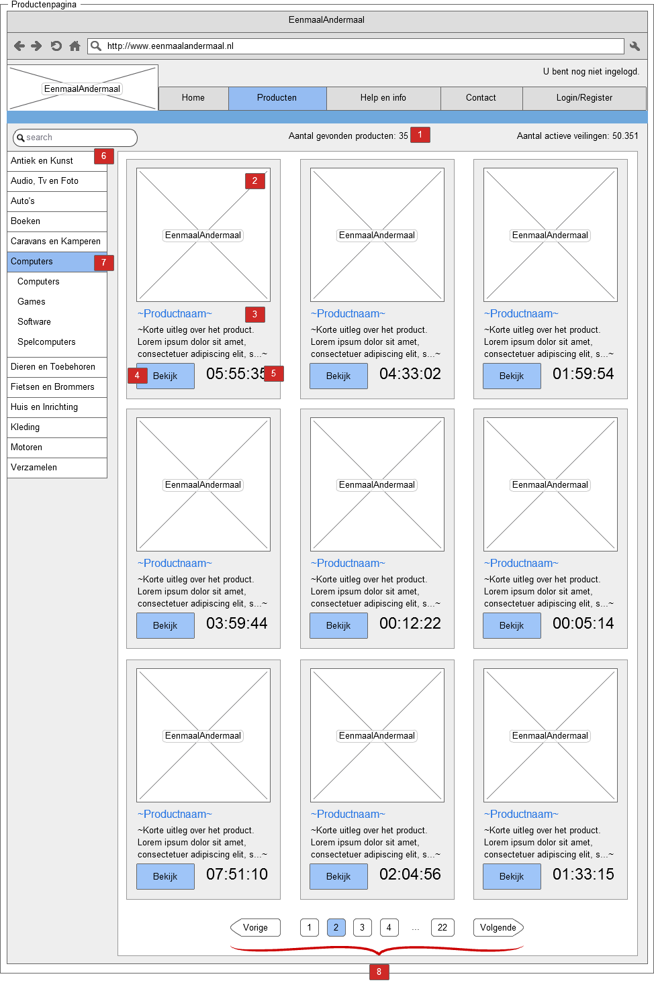 Productenpagina
EenmaalAndermaal
http://www.eenmaalandermaal.nl
U bent nog niet ingelogd.
EenmaalAndermaal
Home Producten Help en info Contact Login/Register
search
Aantal gevonden producten: 35 1
Aantal actieve veilingen: 50.351
6
Antiek en Kunst
Audio, Tv en Foto
Auto's
Boeken
Caravans en Kamperen
Computers 7
Computers
Games
Software
Spelcomputers
Dieren en Toebehoren
Fietsen en Brommers
Huis en Inrichting
Kleding
Motoren
Verzamelen
2
EenmaalAndermaal
~Productnaam~ 3
~Korte uitleg over het product.
Lorem ipsum dolor sit amet,
consectetuer adipiscing elit, s...~
4 Bekijk 05:55:35 5
EenmaalAndermaal
~Productnaam~
~Korte uitleg over het product.
Lorem ipsum dolor sit amet,
consectetuer adipiscing elit, s...~
Bekijk 04:33:02
EenmaalAndermaal
~Productnaam~
~Korte uitleg over het product.
Lorem ipsum dolor sit amet,
consectetuer adipiscing elit, s...~
Bekijk 01:59:54
EenmaalAndermaal
~Productnaam~
~Korte uitleg over het product.
Lorem ipsum dolor sit amet,
consectetuer adipiscing elit, s...~
Bekijk 03:59:44
EenmaalAndermaal
~Productnaam~
~Korte uitleg over het product.
Lorem ipsum dolor sit amet,
consectetuer adipiscing elit, s...~
Bekijk 00:12:22
EenmaalAndermaal
~Productnaam~
~Korte uitleg over het product.
Lorem ipsum dolor sit amet,
consectetuer adipiscing elit, s...~
Bekijk 00:05:14
EenmaalAndermaal
~Productnaam~
~Korte uitleg over het product.
Lorem ipsum dolor sit amet,
consectetuer adipiscing elit, s...~
Bekijk 07:51:10
EenmaalAndermaal
~Productnaam~
~Korte uitleg over het product.
Lorem ipsum dolor sit amet,
consectetuer adipiscing elit, s...~
Bekijk 02:04:56
EenmaalAndermaal
~Productnaam~
~Korte uitleg over het product.
Lorem ipsum dolor sit amet,
consectetuer adipiscing elit, s...~
Bekijk 01:33:15
Vorige 1 2 3 4 ... 22 Volgende
8